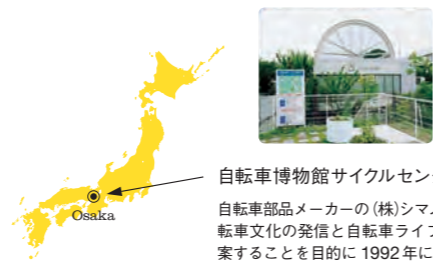 自転車博物館サイクルセン
Osaka
自転車部品メーカーの(株)シマ
転車文化の発信と自転車ライフ
案することを目的に1992年に